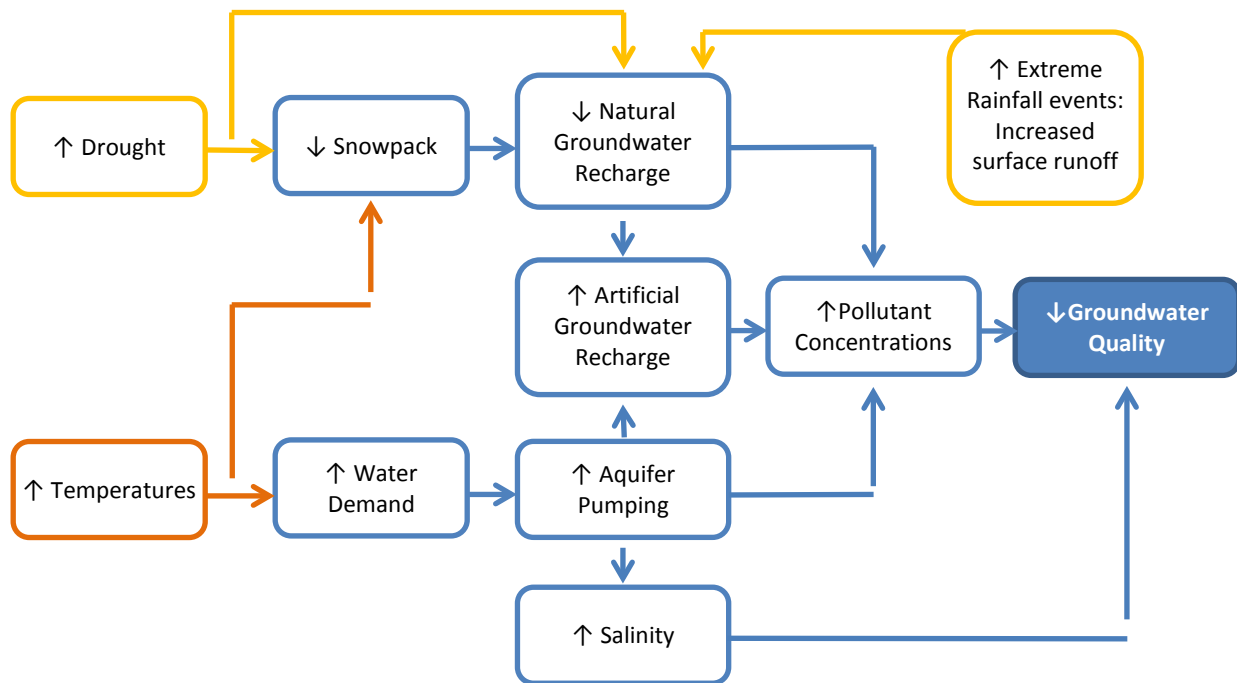 ↑ Drought
↓ Snowpack
↓ Natural
Groundwater
Recharge
↑ Extreme
Rainfall events:
Increased
surface runoff
↑ Artificial
Groundwater
Recharge
↑Pollutant
Concentrations
↓Groundwater
Quality
↑ Temperatures
↑ Water
Demand
↑ Aquifer
Pumping
↑ Salinity